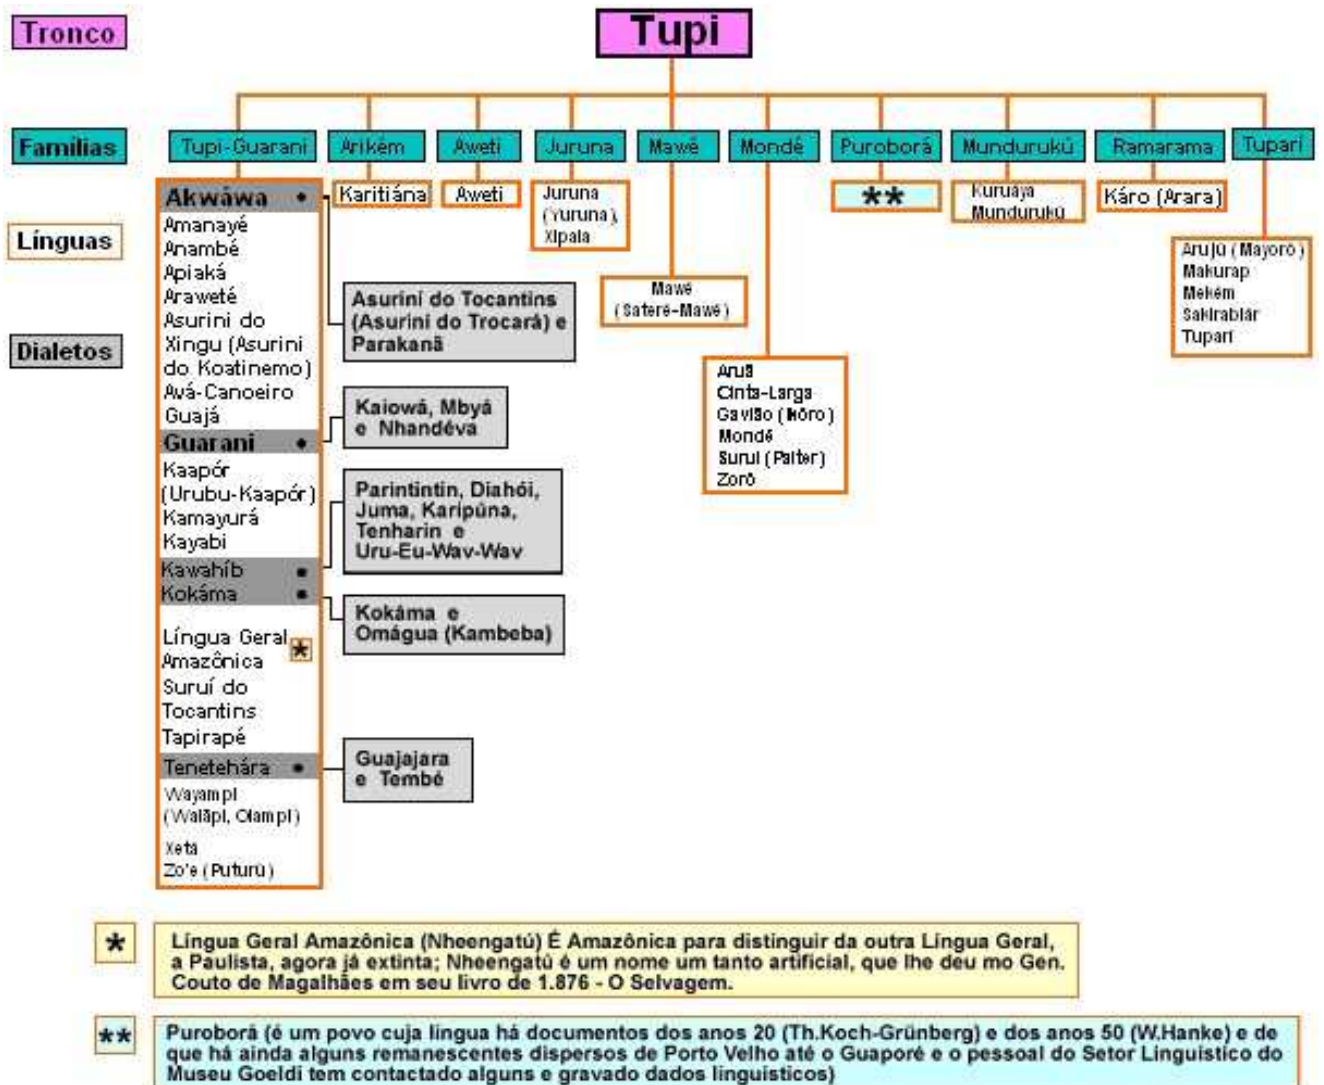 Tronco
Tupi
Famílias
Tupi-Guarani
Arikém
Aweti
Juruna
Mawé
Mondé
Puroborá
Mundurukú
Ramarama
Tuparí
Línguas
Dialetos
Akwáwa •
Amanayé
Anambé
Apiaká
Araweté
Asurini do
Xingu (Asurini
do Koatinemo)
Avá-Canoeiro
Guajá
Guarani •
Kaapór
(Urubu-Kaapór)
Kamayurá
Kayabi
Kawahíb •
Kokáma •
Língua Geral
Amazônica *
Suruí do
Tocantins
Tapirapé
Tenetehára •
Wayampi
(Waiãpi, Oiampi)
Xetá
Zo'é (Puturú)
Asuriní do Tocantins
(Asuriní do Trocará) e
Parakanã
Kaiowá, Mbyá
e Nhandéva
Parintintin, Diahói,
Juma, Karipúna,
Tenharin e
Uru-Eu-Wav-Wav
Kokáma e
Omágua (Kambeba)
Guajajara
e Tembé
Karitiána
Aweti
Juruna
(Yuruna),
Xipaia
Mawé
(Sateré-Mawé)
Aruã
Cinta-Larga
Gavião (Ikõro)
Mondé
Surui (Paiter)
Zoró
**
Kuruáya
Mundurukú
Káro (Arara)
Arujú (Mayoró)
Makurap
Mekém
Sakirabiár
Tuparí
* Língua Geral Amazônica (Nheengatú) É Amazônica para distinguir da outra Língua Geral,
a Paulista, agora já extinta; Nheengatú é um nome um tanto artificial, que lhe deu mo Gen.
Couto de Magalhães em seu livro de 1.876 - O Selvagem.
** Puroborá (é um povo cuja língua há documentos dos anos 20 (Th.Koch-Grünberg) e dos anos 50 (W.Hanke) e de
que há ainda alguns remanescentes dispersos de Porto Velho até o Guaporé e o pessoal do Setor Linguístico do
Museu Goeldi tem contactado alguns e gravado dados linguísticos)